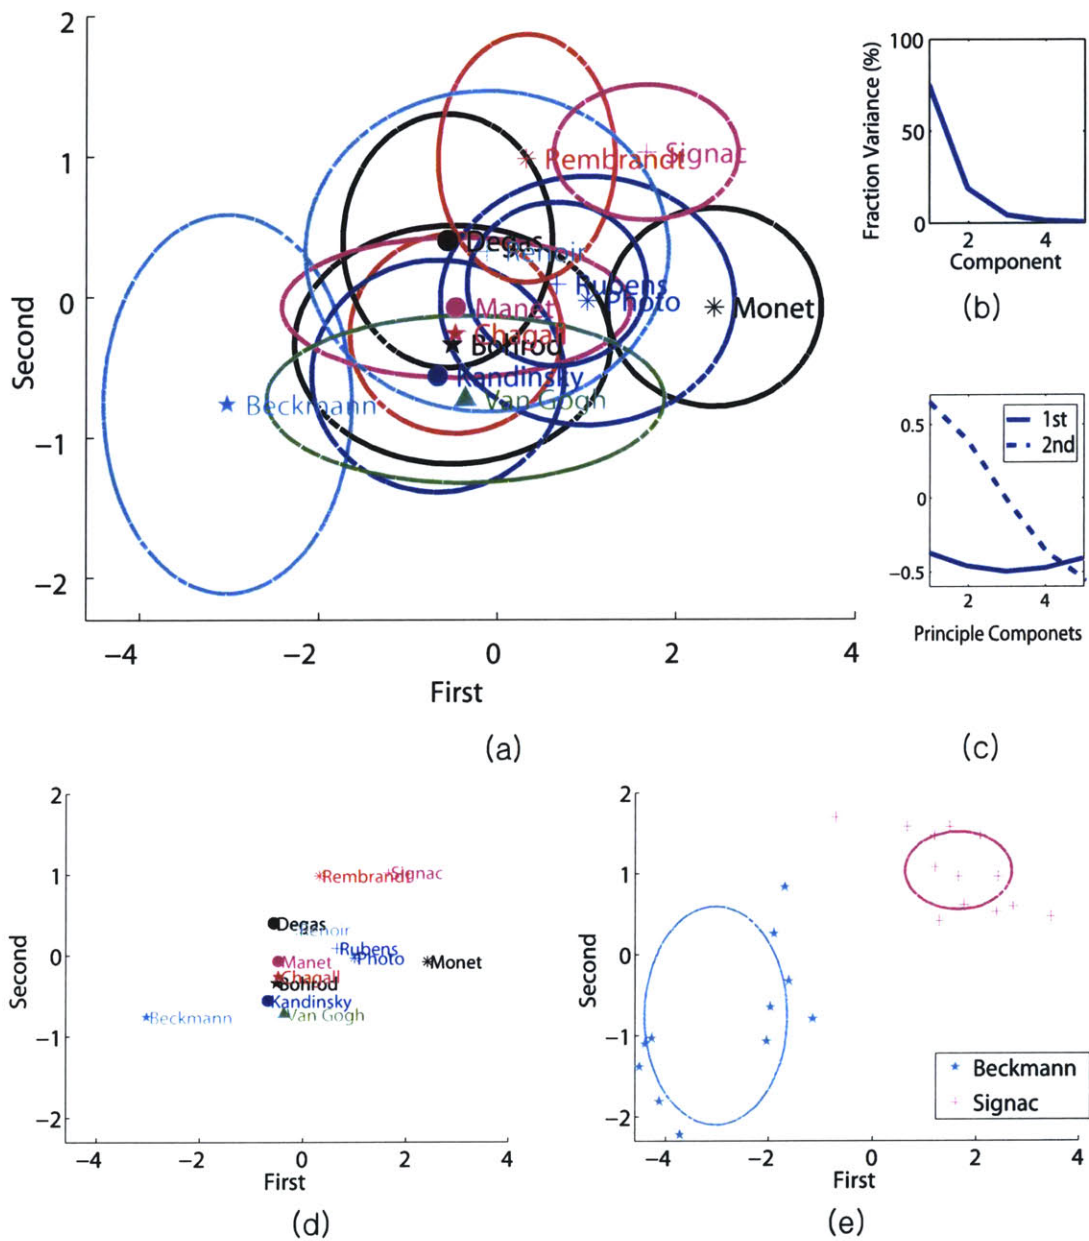 2
1
0
−1
−2
Second
Rembrandt
Signac
Degas
Renoir
Rubens
Photo
Manet
Monet
Chagall
Bohrod
Kandinsky
Van Gogh
Beckmann
−4
−2
0
2
4
First
(a)
100
50
0
Fraction Variance (%)
2
4
Component
(b)
1st
2nd
0.5
0
−0.5
2
4
Principle Componets
(c)
2
1
0
−1
−2
Second
Rembrandt
Signac
Degas
Renoir
Rubens
Photo
Manet
Monet
Chagall
Bohrod
Kandinsky
Van Gogh
Beckmann
−4
−2
0
2
4
First
(d)
2
1
0
−1
−2
Second
Beckmann
Signac
−4
−2
0
2
4
First
(e)